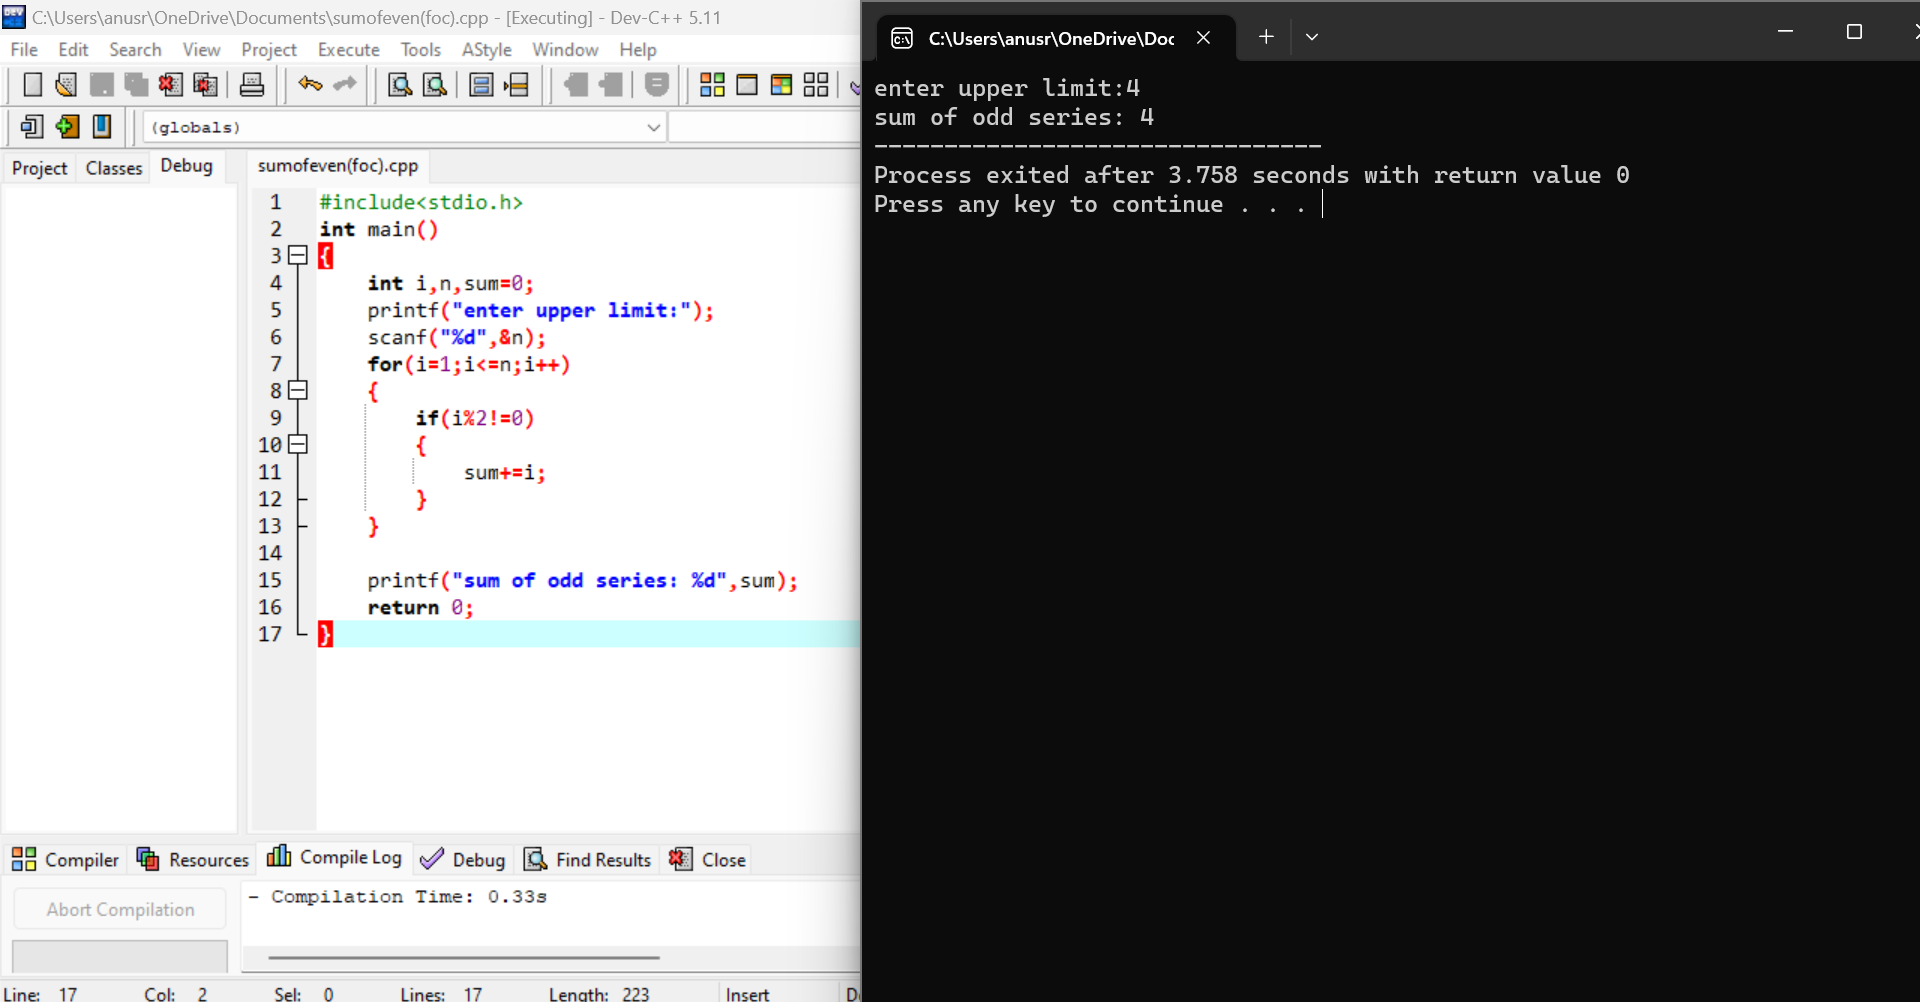 C:\Users\anusr\OneDrive\Documents\sumofeven(foc).cpp - [Executing] - Dev-C++ 5.11
File Edit Search View Project Execute Tools AStyle Window Help
(globals)
Project Classes Debug
sumofeven(foc).cpp
1 #include<stdio.h>
2 int main()
3 {
4 int i,n,sum=0;
5 printf("enter upper limit:");
6 scanf("%d",&n);
7 for(i=1;i<=n;i++)
8 {
9 if(i%2!=0)
10 {
11 sum+=i;
12 }
13 }
14
15 printf("sum of odd series: %d",sum);
16 return 0;
17 }
Compiler Resources Compile Log Debug Find Results Close
Abort Compilation
- Compilation Time: 0.33s
Line: 17 Col: 2 Sel: 0 Lines: 17 Length: 223 Insert
C:\Users\anusr\OneDrive\Doc
enter upper limit:4
sum of odd series: 4
--------------------------------
Process exited after 3.758 seconds with return value 0
Press any key to continue . . .